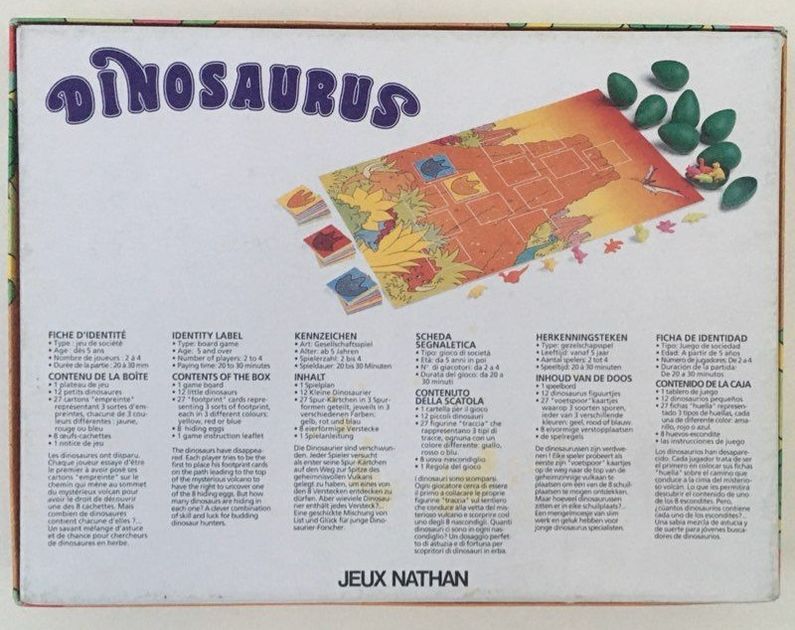 DINOSAURUS
FICHE D'IDENTITÉ
• Type : jeu de société
• Age : dès 5 ans
• Nombre de joueurs : 2 à 4
• Durée de la partie : 20 à 30 mn
CONTENU DE LA BOÎTE
• 1 plateau de jeu
• 12 petits dinosaures
• 27 cartons "empreinte"
représentant 3 sortes d'em-
preintes, chacune de 3 cou-
leurs différentes : jaune,
rouge ou bleu
• 8 œufs-cachettes
• 1 notice de jeu
Les dinosaures ont disparu.
Chaque joueur essaye d'être
le premier à avoir posé ses
cartons "empreinte" sur le
chemin qui mène au sommet
du mystérieux volcan pour
avoir le droit de découvrir
une des 8 cachettes. Mais
combien de dinosaures
contient chacune d'elles ?...
Un savant mélange d'astuce
et de chance pour chercheurs
de dinosaures en herbe.
IDENTITY LABEL
• Type: board game
• Age: 5 and over
• Number of players: 2 to 4
• Playing time: 20 to 30 minutes
CONTENTS OF THE BOX
• 1 game board
• 12 little dinosaurs
• 27 "footprint" cards repre-
senting 3 sorts of footprint,
each in 3 different colours:
yellow, red or blue
• 8 hiding eggs
• 1 game instruction leaflet
The dinosaurs have disappea-
red. Each player tries to be the
first to place his footprint cards
on the path leading to the top
of the mysterious volcano to
have the right to uncover one
of the 8 hiding eggs. But how
many dinosaurs are hiding in
each one? A clever combination
of skill and luck for budding
dinosaur hunters.
KENNZEICHEN
• Art: Gesellschaftsspiel
• Alter: ab 5 Jahren
• Spielerzahl: 2 bis 4
• Spieldauer: 20 bis 30 Minuten
INHALT
• 1 Spielplan
• 12 Kleine Dinosaurier
• 27 Spur-Kärtchen in 3 Spur-
formen geteilt, jeweils in 3
verschiedenen Farben:
gelb, rot und blau
• 8 eierförmige Verstecke
• 1 Spielanleitung
Die Dinosaurier sind verschwun-
den. Jeder Spieler versucht
als erster seine Spur-Kärtchen
auf den Weg zur Spitze des
geheimnisvollen Vulkans
gelegt zu haben, um eines von
den 8 Verstecken entdecken zu
dürfen. Aber wieviele Dinosau-
rier enthält jedes Versteck?...
Eine geschickte Mischung von
List und Glück für junge Dino-
saurier-Forscher.
SCHEDA
SEGNALETICA
• Tipo: gioco di società
• Età: da 5 anni in poi
• N° di giocatori: da 2 a 4
• Durata del gioco: da 20 a
30 minuti
CONTENUTO
DELLA SCATOLA
• 1 cartella per il gioco
• 12 piccoli dinosauri
• 27 figurine "traccia" che
rappresentano 3 tipi di
tracce, ognuna con un
colore differente: giallo,
rosso o blu.
• 8 uova nascondiglio
• 1 Regola del gioco
I dinosauri sono scomparsi.
Ogni giocatore cerca di essere
il primo a collocare le proprie
figurine "traccia" sul sentiero
che conduce alla vetta del mis-
terioso vulcano e scoprire così
uno degli 8 nascondigli. Quanti
dinosauri ci sono in ogni nas-
condiglio? Un dosaggio perfet-
to di astuzia e di fortuna per
scopritori di dinosauri in erba.
HERKENNINGSTEKEN
• Type: gezelschapsspel
• Leeftijd: vanaf 5 jaar
• Aantal spelers: 2 tot 4
• Speeltijd: 20 à 30 minuten
INHOUD VAN DE DOOS
• 1 speelbord
• 12 dinosaurus figuurtjes
• 27 "voetspoor"kaartjes
waarop 3 soorten sporen,
ieder van 3 verschillende
kleuren: geel, rood of blauw.
• 8 eivormige verstopplaatsen
• de spelregels
De dinosaurussen zijn verdwe-
nen ! Elke speler probeert als
eerste zijn "voetspoor" kaartjes
op de weg naar de top van de
geheimzinnige vulkaan te
plaatsen om één van de 8 schuil-
plaatsen te mogen ontdekken.
Maar hoeveel dinosaurussen
zitten er in elke schuilplaats?...
Een mengelmoesje van slim
werk en geluk hebben voor
jonge dinosaurus specialisten.
FICHA DE IDENTIDAD
• Tipo: Juego de sociedad
• Edad: A partir de 5 años
• Número de jugadores: De 2 a 4
• Duración de la partida:
De 20 a 30 minutos
CONTENIDO DE LA CAJA
• 1 tablero de juego
• 12 dinosaurios pequeños
• 27 fichas "huella" represen-
tado 3 tipos de huellas, cada
una de diferente color: ama-
rillo, rojo o azul.
• 8 huevos-escondite
• las instrucciones de juego
Los dinosaurios han desapare-
cido. Cada jugador trata de ser
el primero en colocar sus fichas
"huella" sobre el camino que
conduce a la cima del misterio-
so volcán. Lo que les permitirá
descubrir el contenido de uno
de los 8 escondites. Pero,
¿cuántos dinosaurios contiene
cada uno de los escondites?...
Una sabia mezcla de astucia y
de suerte para jóvenes busca-
dores de dinosaurios.
JEUX NATHAN